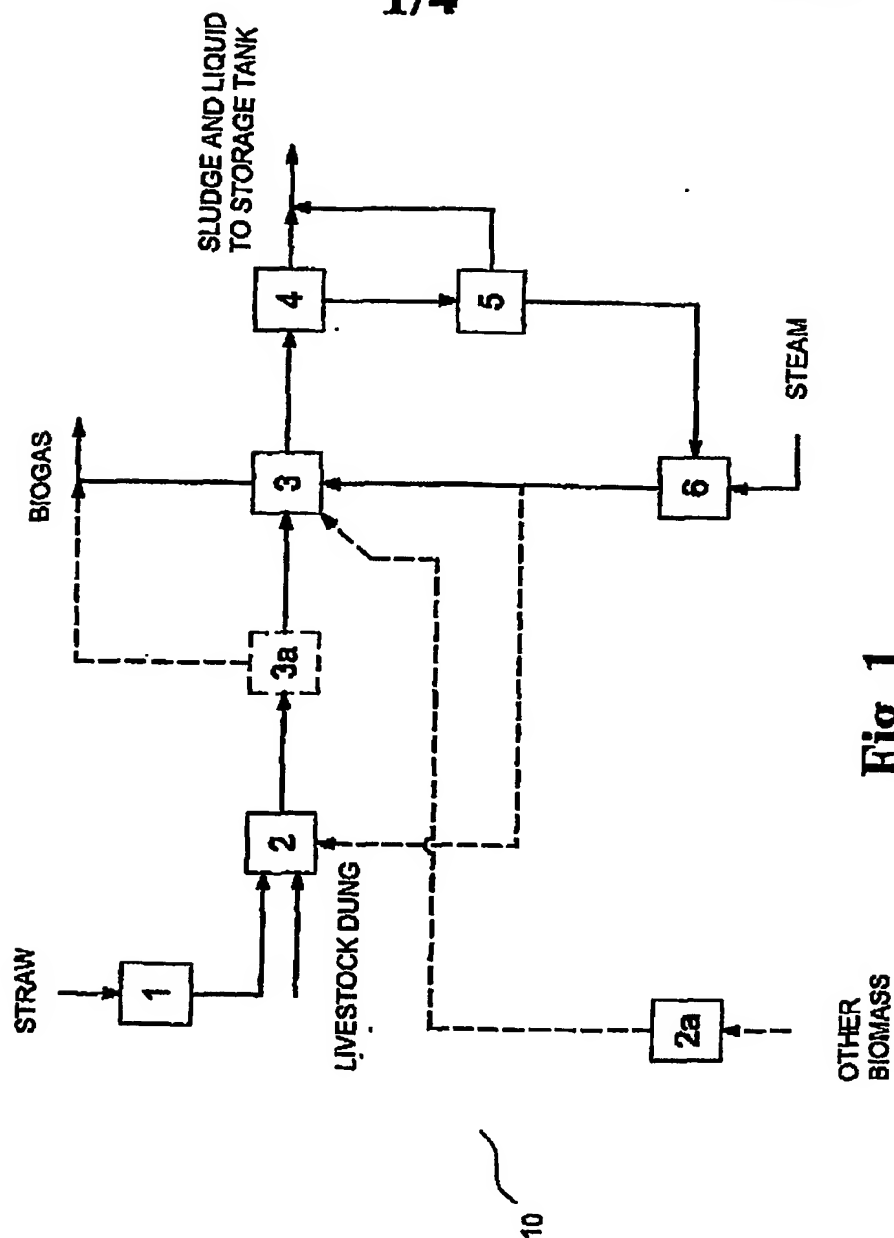 1/4
STRAW
1
LIVESTOCK DUNG
2
3a
BIOGAS
3
4
SLUDGE AND LIQUID
TO STORAGE TANK
5
6
STEAM
2a
OTHER
BIOMASS
10
Fig. 1